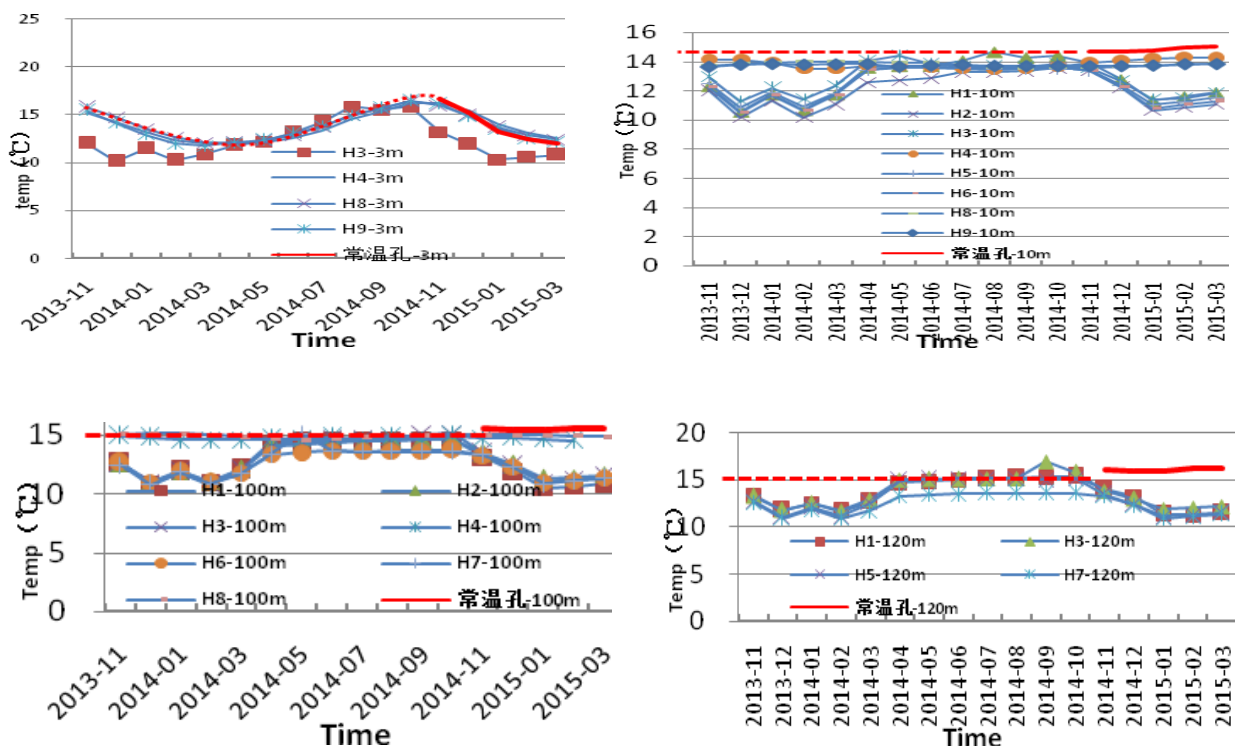 25
20
15
10
5
0
temp（℃）
H3-3m
H4-3m
H8-3m
H9-3m
常温孔-3m
2013-11
2014-01
2014-03
2014-05
2014-07
2014-09
2014-11
2015-01
2015-03
Time
16
14
12
10
8
6
4
2
0
Temp（℃）
H1-10m
H2-10m
H3-10m
H4-10m
H5-10m
H6-10m
H8-10m
H9-10m
常温孔-10m
2013-11
2013-12
2014-01
2014-02
2014-03
2014-04
2014-05
2014-06
2014-07
2014-08
2014-09
2014-10
2014-11
2014-12
2015-01
2015-02
2015-03
Time
15
10
5
0
Temp（℃）
H1-100m H2-100m
H3-100m H4-100m
H6-100m H7-100m
H8-100m 常温孔-100m
2013-11
2014-01
2014-03
2014-05
2014-07
2014-09
2014-11
2015-01
2015-03
Time
20
15
10
5
0
Temp（℃）
H1-120m H3-120m
H5-120m H7-120m
常温孔-120m
2013-11
2013-12
2014-01
2014-02
2014-03
2014-04
2014-05
2014-06
2014-07
2014-08
2014-09
2014-10
2014-11
2014-12
2015-01
2015-02
2015-03
Time